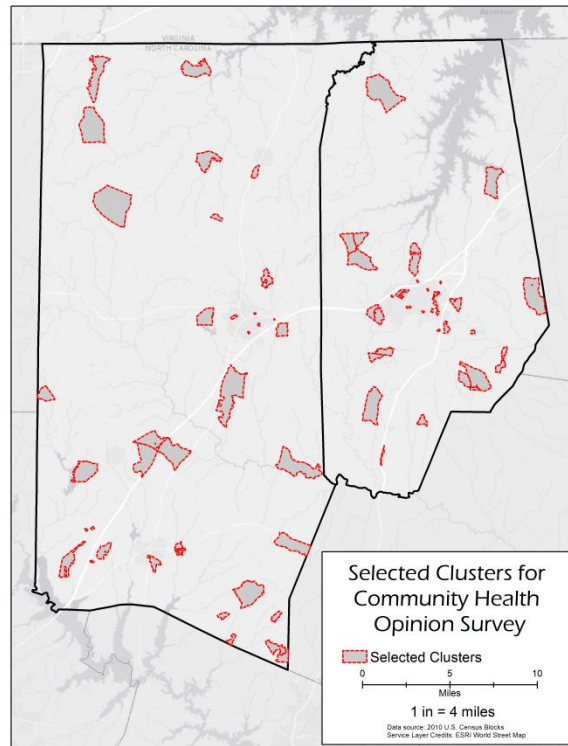 VIRGINIA
NORTH CAROLINA
Selected Clusters for
Community Health
Opinion Survey
Selected Clusters
0 5 10
Miles
1 in = 4 miles
Data source: 2010 U.S. Census Blocks
Service Layer Credits: ESRI World Street Map